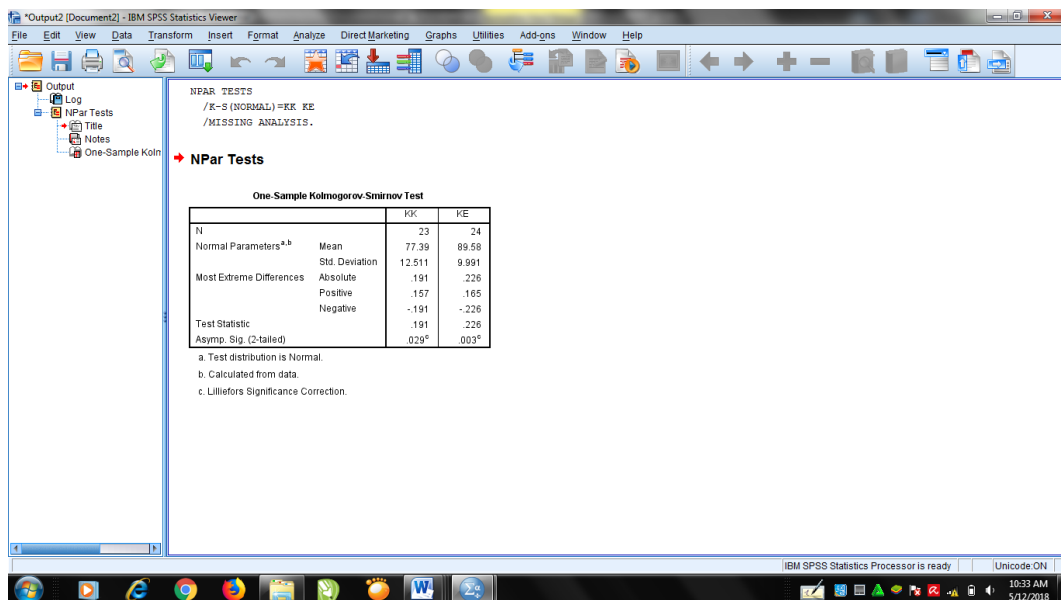 *Output2 [Document2] - IBM SPSS Statistics Viewer
File Edit View Data Transform Insert Format Analyze Direct Marketing Graphs Utilities Add-ons Window Help
Output
Log
NPar Tests
Title
Notes
One-Sample Kolm
NPAR TESTS
/K-S(NORMAL)=KK KE
/MISSING ANALYSIS.
NPar Tests
One-Sample Kolmogorov-Smirnov Test
KK KE
N 23 24
Normal Parameters a,b Mean 77.39 89.58
Std. Deviation 12.511 9.991
Most Extreme Differences Absolute .191 .226
Positive .157 .165
Negative -.191 -.226
Test Statistic .191 .226
Asymp. Sig. (2-tailed) .029c .003c
a. Test distribution is Normal.
b. Calculated from data.
c. Lilliefors Significance Correction.
IBM SPSS Statistics Processor is ready Unicode:ON
10:33 AM
5/12/2018